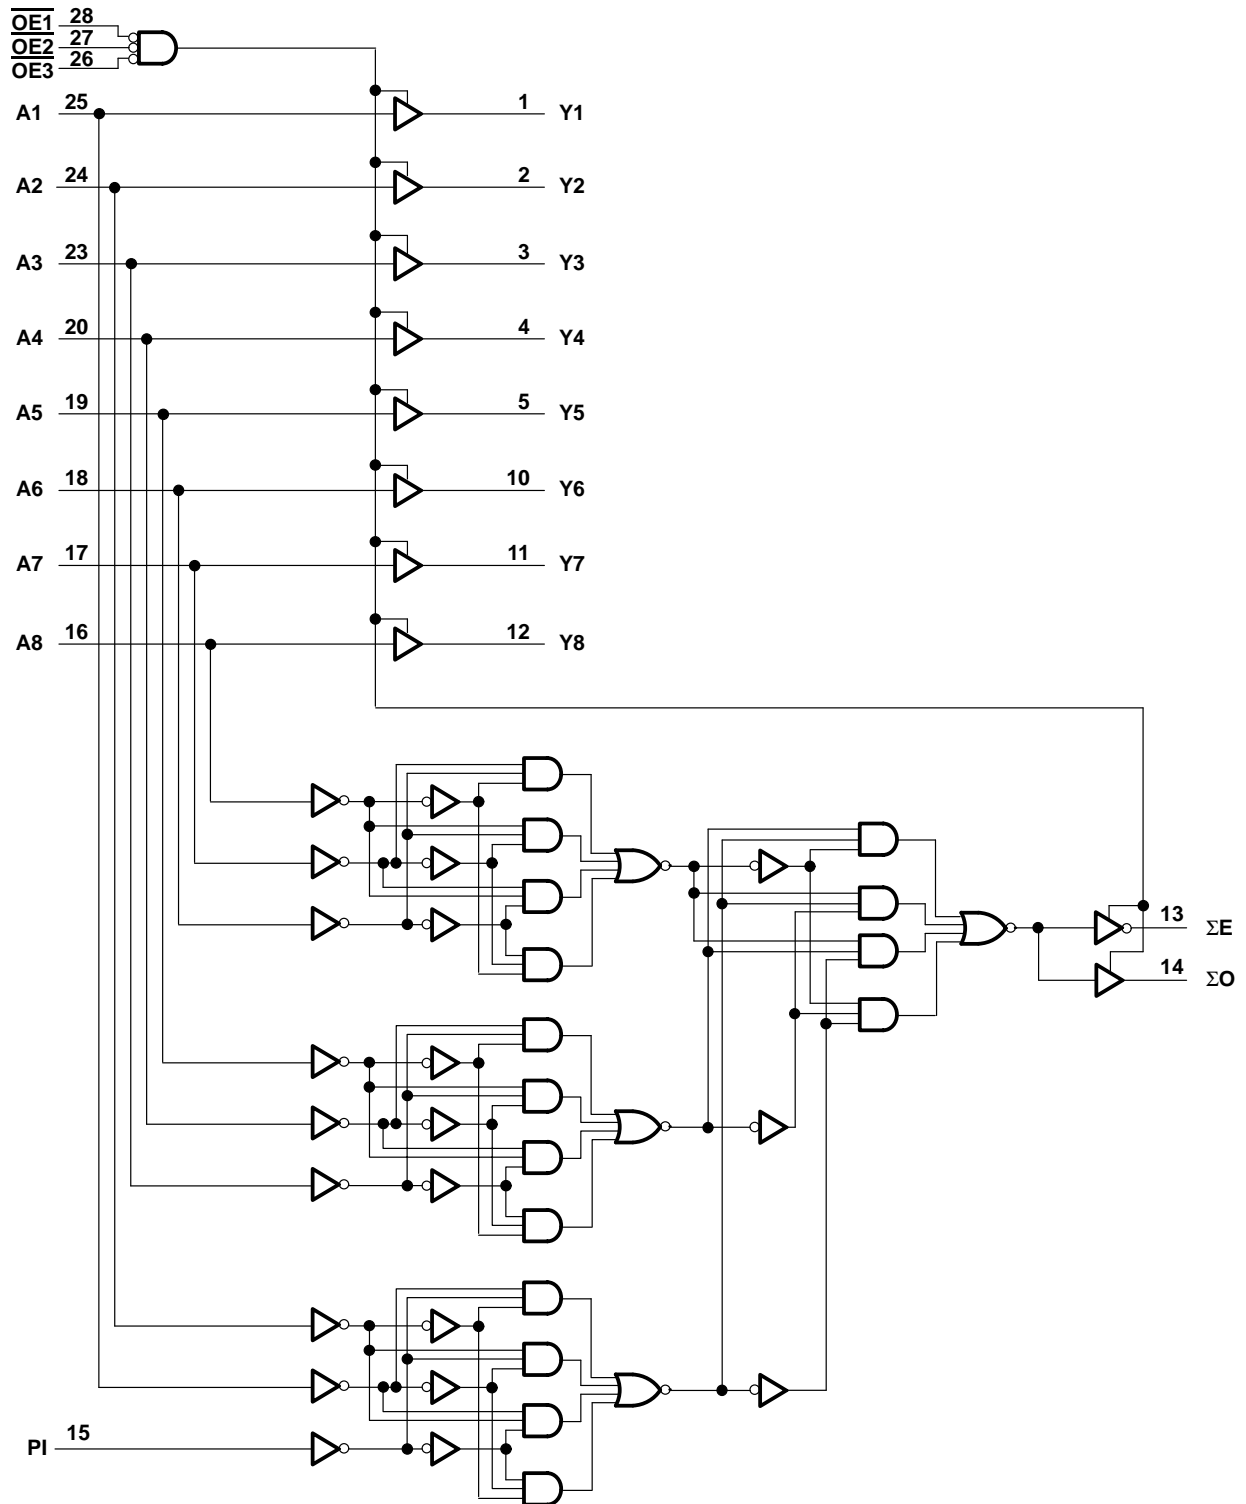 OE1 28
OE2 27
OE3 26
A1 25 1 Y1
A2 24 2 Y2
A3 23 3 Y3
A4 20 4 Y4
A5 19 5 Y5
A6 18 10 Y6
A7 17 11 Y7
A8 16 12 Y8
13 ΣE
14 ΣO
PI 15